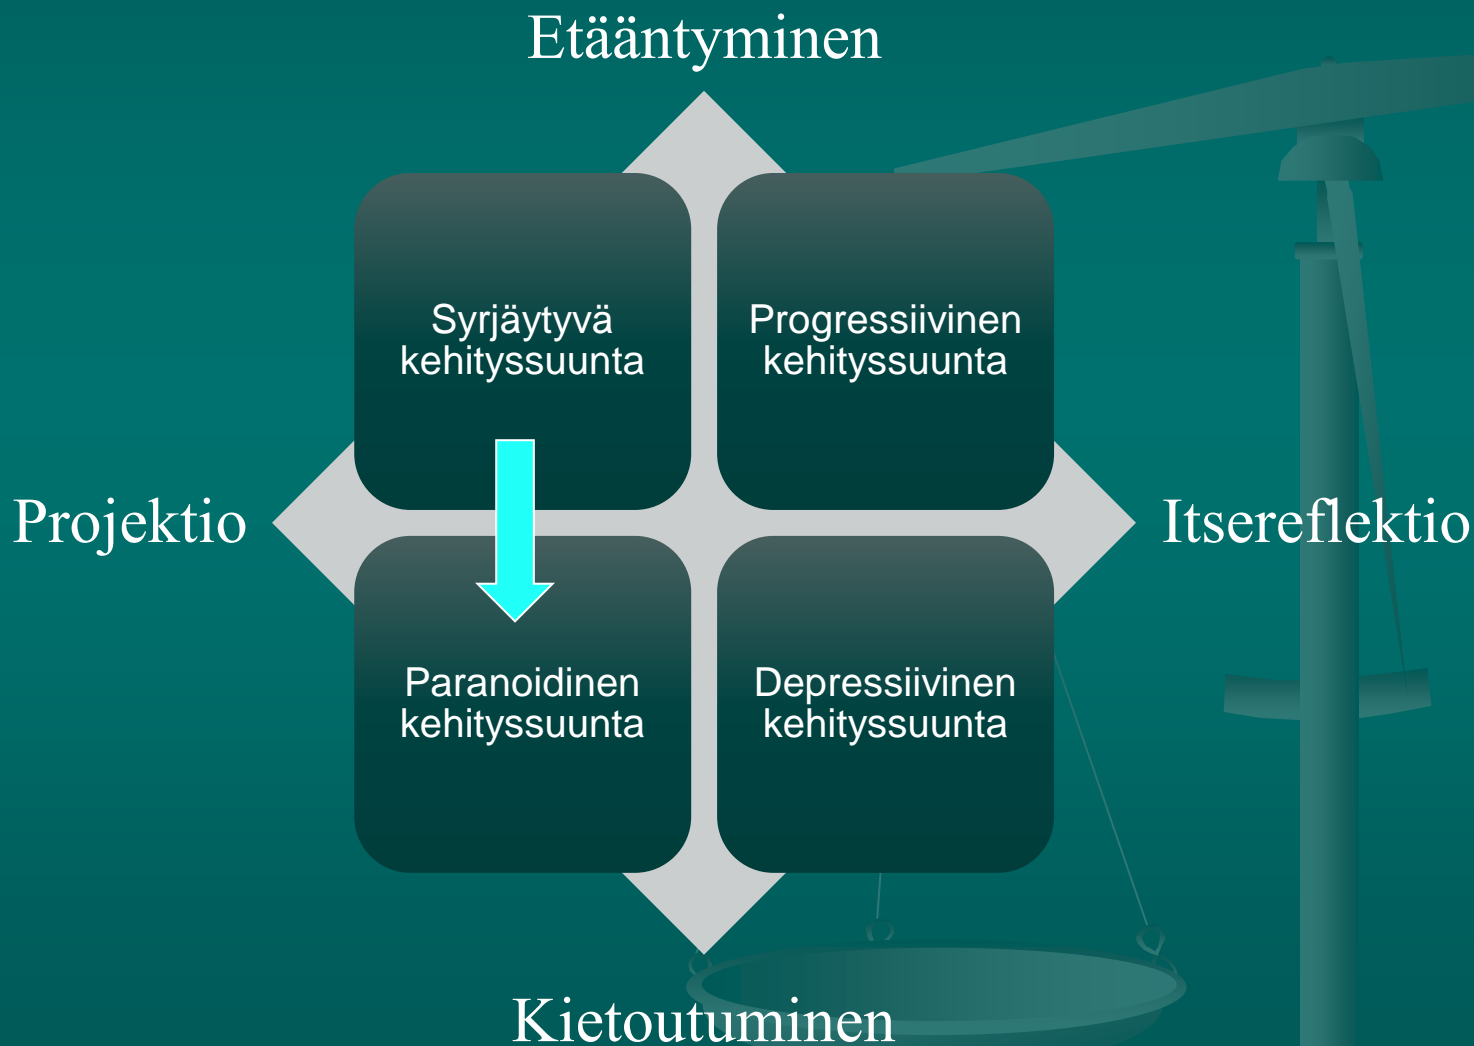 Etääntyminen
Syrjäytyvä
kehityssuunta
Progressiivinen
kehityssuunta
Projektio
Itsereflektio
Paranoidinen
kehityssuunta
Depressiivinen
kehityssuunta
Kietoutuminen